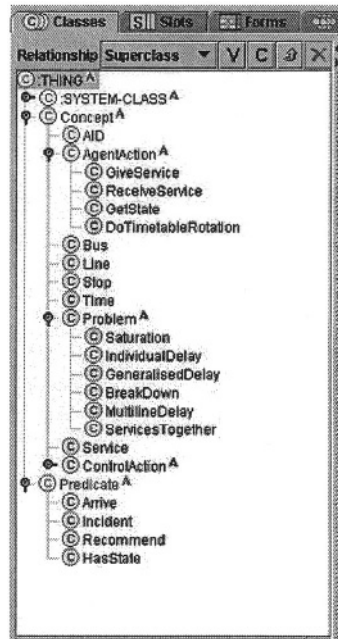 Classes Slots Forms
Relationship Superclass V C
:THING A
:SYSTEM-CLASS A
Concept A
AID
AgentAction A
GiveService
ReceiveService
GetState
DoTimetableRotation
Bus
Line
Stop
Time
Problem A
Saturation
IndividualDelay
GeneralisedDelay
BreakDown
MultilineDelay
ServicesTogether
Service
ControlAction A
Predicate A
Arrive
Incident
Recommend
HasState